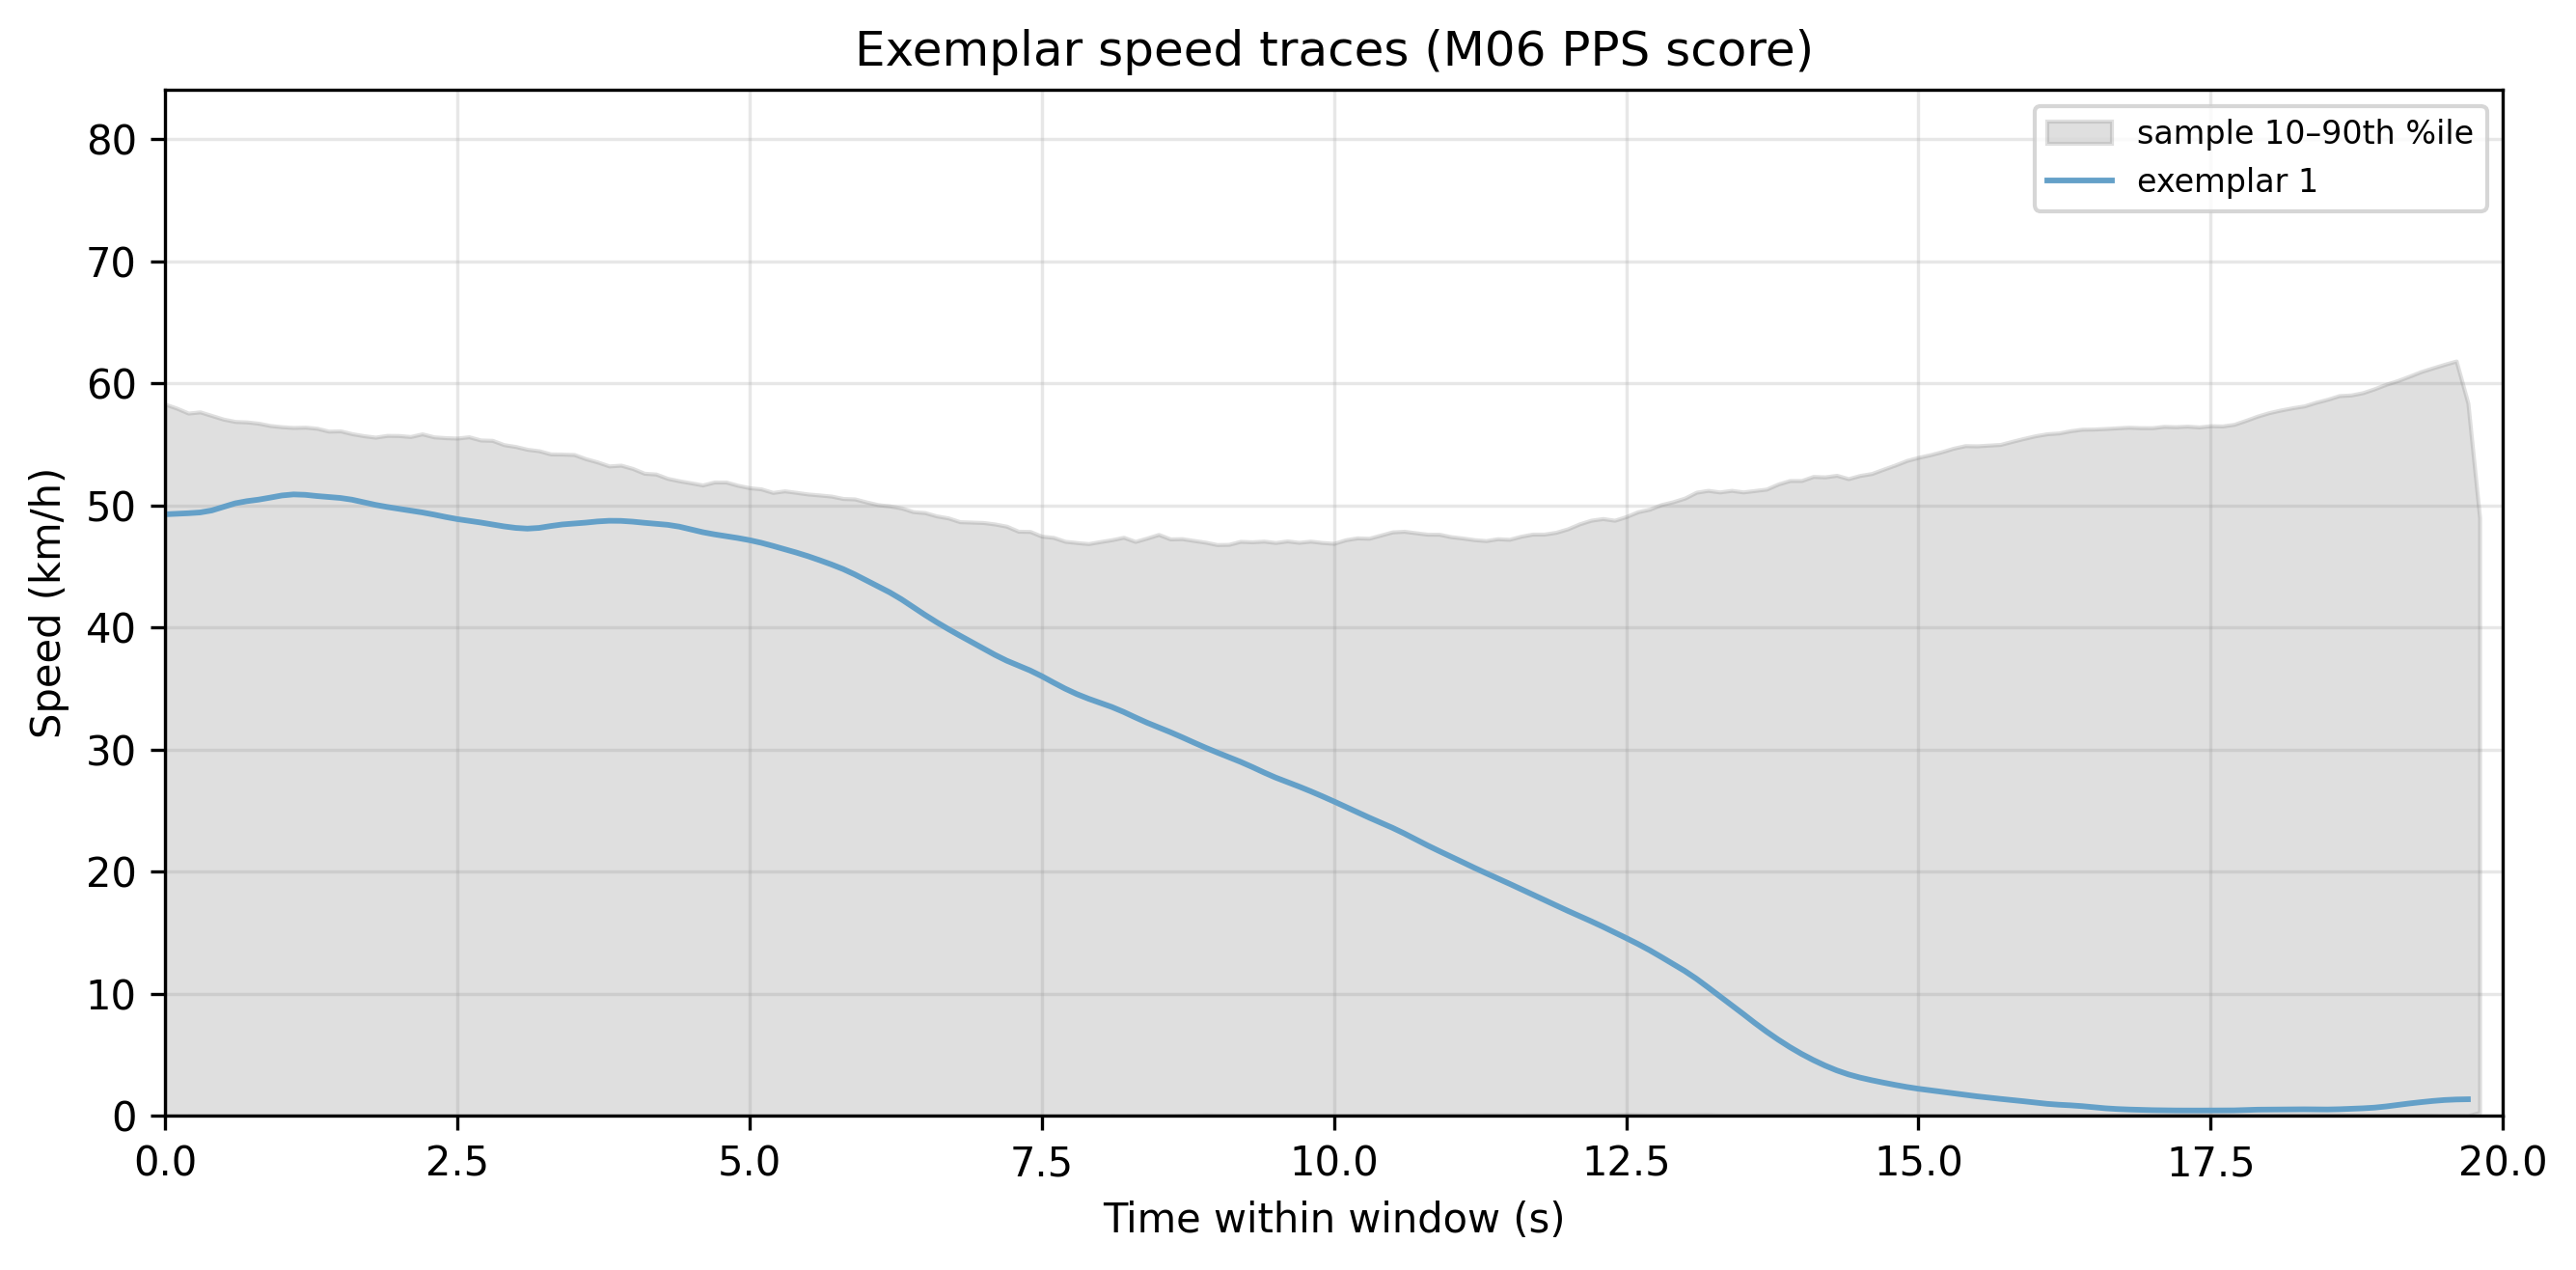 Exemplar speed traces (M06 PPS score)
sample 10–90th %ile
exemplar 1
Speed (km/h)
80
70
60
50
40
30
20
10
0
0.0 2.5 5.0 7.5 10.0 12.5 15.0 17.5 20.0
Time within window (s)